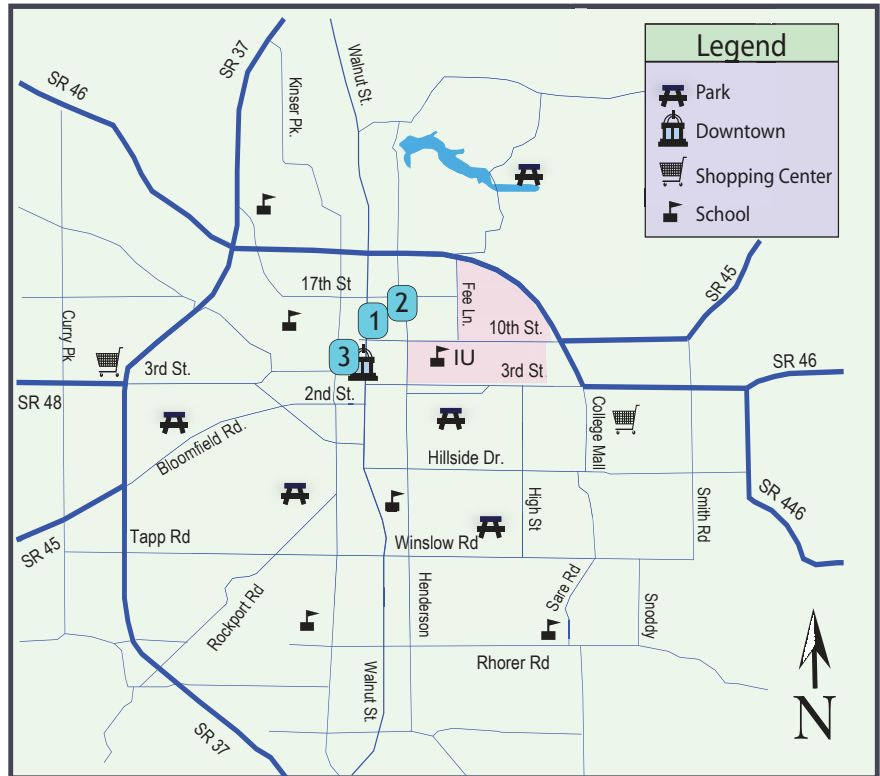 SR 37
Walnut St.
Legend
SR 46
Kinser Pk.
Park
Downtown
Shopping Center
School
17th St
2
Fee Ln.
SR 45
1
10th St.
Curry Pk
3
IU
3rd St.
3rd St
SR 46
SR 48
2nd St.
College Mall
Bloomfield Rd.
Hillside Dr.
High St
Smith Rd
SR 446
SR 45
Tapp Rd
Winslow Rd
Rockport Rd
Henderson
Sare Rd
Snoddy
Walnut St.
Rhorer Rd
SR 37
N